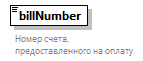 billNumber
Номер счета,
предоставленного на оплату